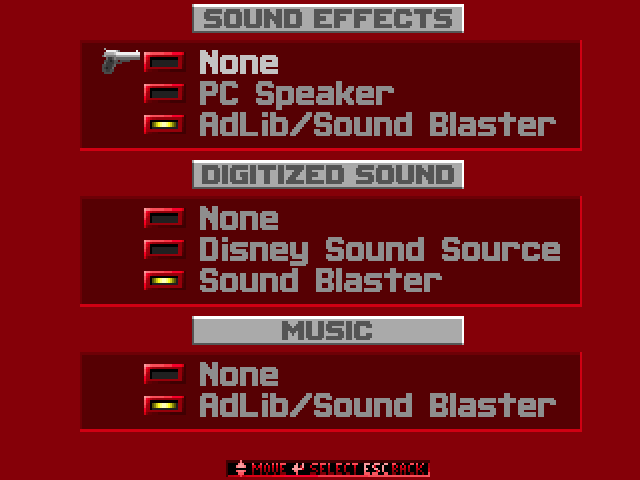 SOUND EFFECTS
None
PC Speaker
AdLib/Sound Blaster
DIGITIZED SOUND
None
Disney Sound Source
Sound Blaster
MUSIC
None
AdLib/Sound Blaster
MOVE SELECT ESC BACK